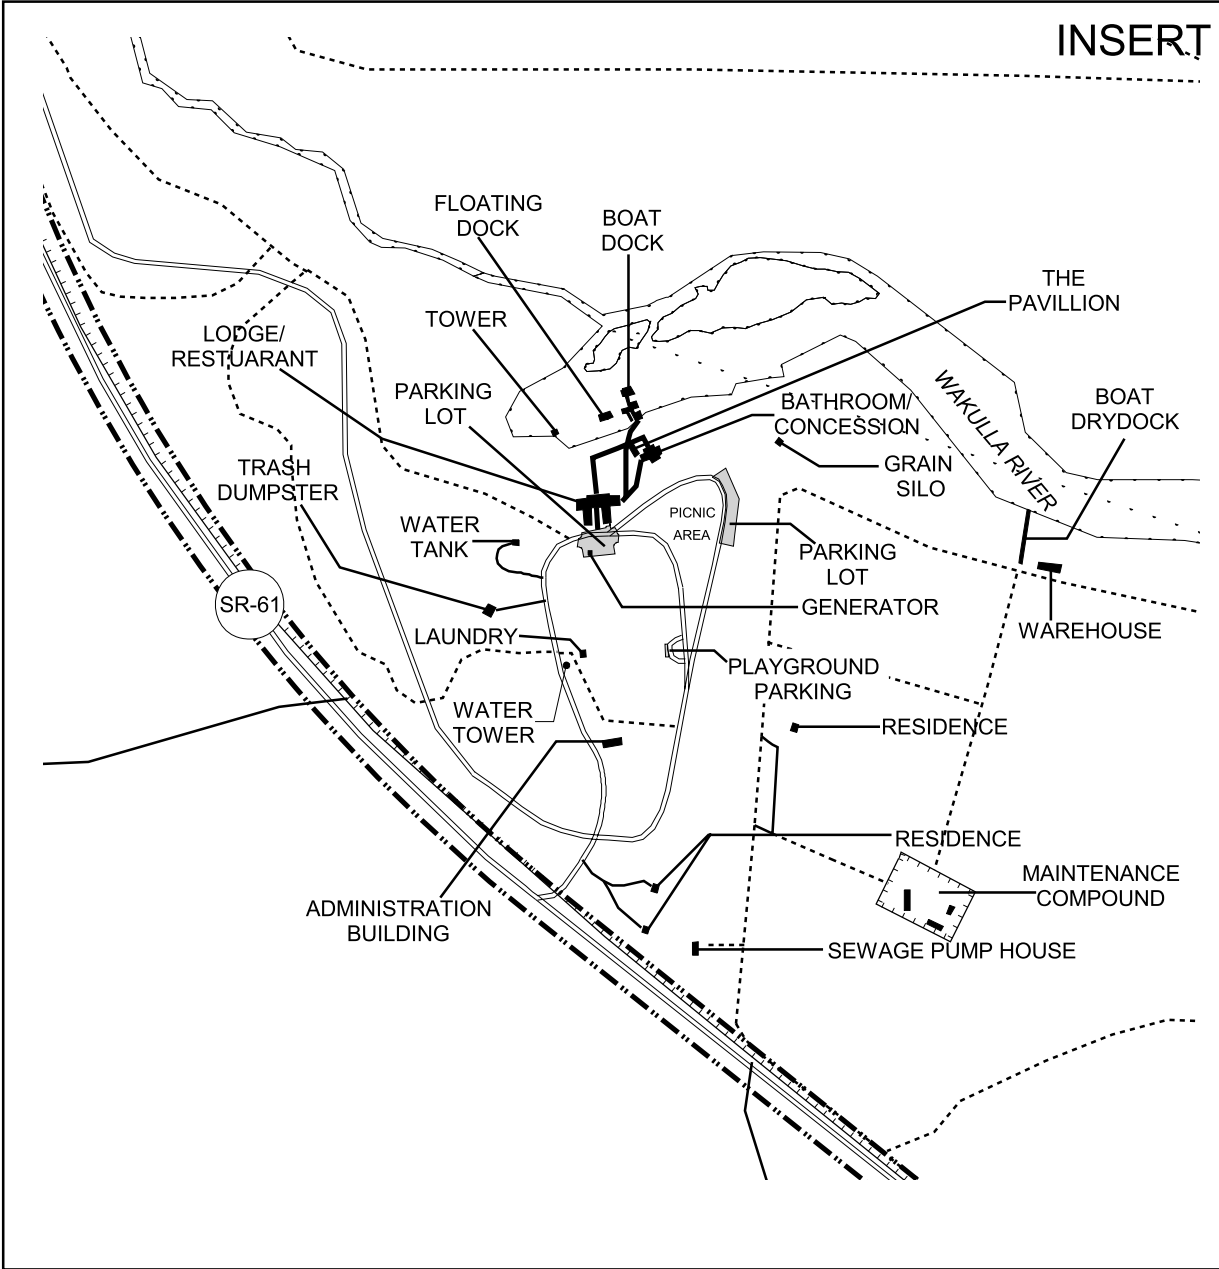 INSERT
FLOATING
DOCK
BOAT
DOCK
THE
PAVILLION
TOWER
LODGE/
RESTUARANT
PARKING
LOT
WAKULLA RIVER
BOAT
DRYDOCK
BATHROOM/
CONCESSION
GRAIN
SILO
TRASH
DUMPSTER
WATER
TANK
PICNIC
AREA
PARKING
LOT
GENERATOR
SR-61
LAUNDRY
WAREHOUSE
PLAYGROUND
PARKING
WATER
TOWER
RESIDENCE
RESIDENCE
MAINTENANCE
COMPOUND
ADMINISTRATION
BUILDING
SEWAGE PUMP HOUSE